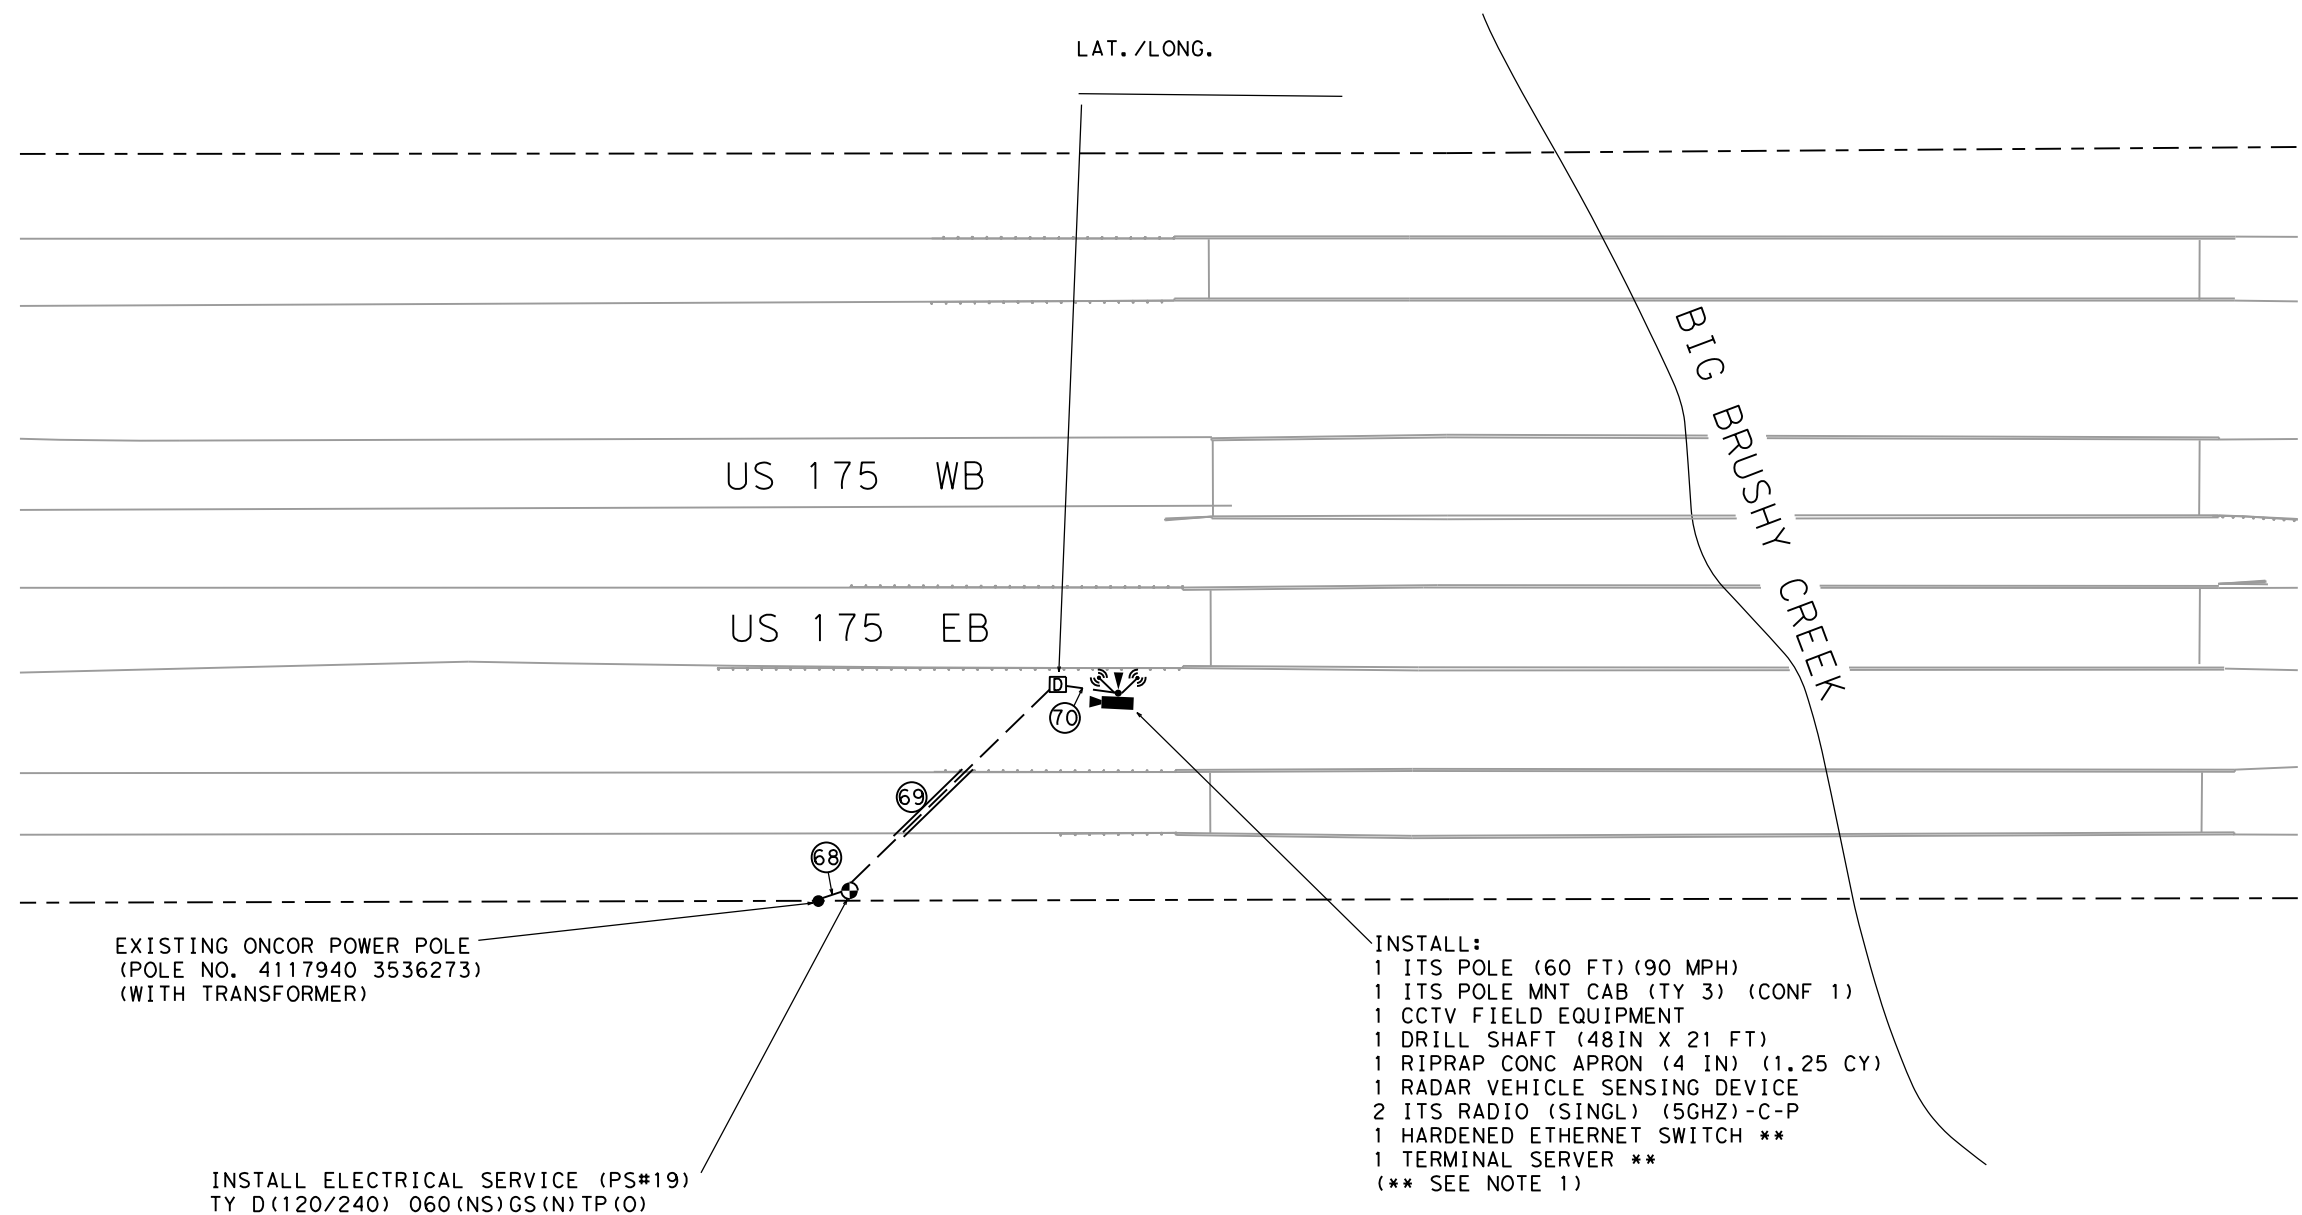 LAT./LONG.
BIG BRUSHY CREEK
US 175 WB
US 175 EB
D
70
69
68
EXISTING ONCOR POWER POLE
(POLE NO. 4117940 3536273)
(WITH TRANSFORMER)
INSTALL:
1 ITS POLE (60 FT)(90 MPH)
1 ITS POLE MNT CAB (TY 3) (CONF 1)
1 CCTV FIELD EQUIPMENT
1 DRILL SHAFT (48IN X 21 FT)
1 RIPRAP CONC APRON (4 IN) (1.25 CY)
1 RADAR VEHICLE SENSING DEVICE
2 ITS RADIO (SINGL) (5GHZ)-C-P
1 HARDENED ETHERNET SWITCH **
1 TERMINAL SERVER **
(** SEE NOTE 1)
INSTALL ELECTRICAL SERVICE (PS#19)
TY D(120/240) 060(NS)GS(N)TP(O)